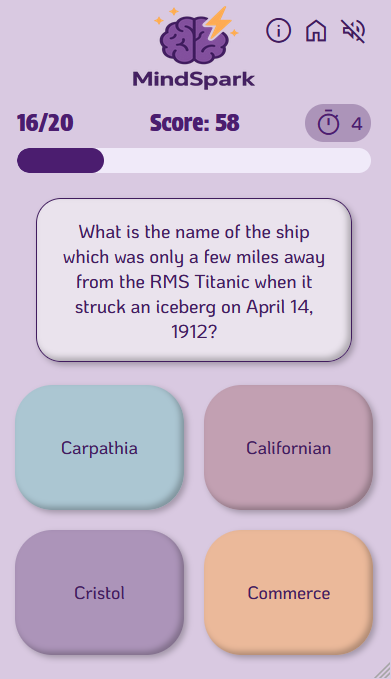 MindSpark
16/20 Score: 58 4
What is the name of the ship
which was only a few miles away
from the RMS Titanic when it
struck an iceberg on April 14,
1912?
Carpathia Californian
Cristol Commerce